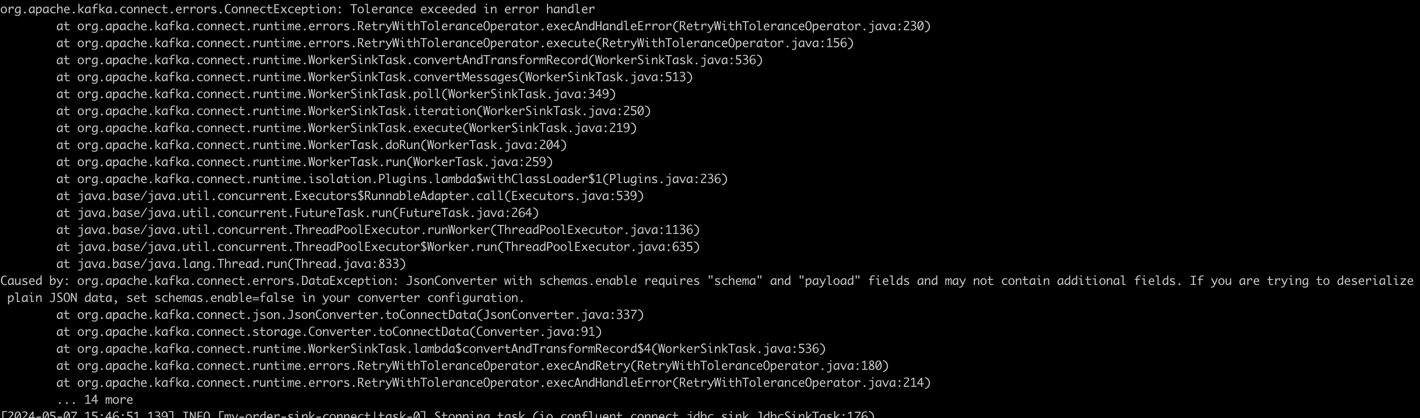 org.apache.kafka.connect.errors.ConnectException: Tolerance exceeded in error handler
at org.apache.kafka.connect.runtime.errors.RetryWithToleranceOperator.execAndHandleError(RetryWithToleranceOperator.java:230)
at org.apache.kafka.connect.runtime.errors.RetryWithToleranceOperator.execute(RetryWithToleranceOperator.java:156)
at org.apache.kafka.connect.runtime.WorkerSinkTask.convertAndTransformRecord(WorkerSinkTask.java:536)
at org.apache.kafka.connect.runtime.WorkerSinkTask.convertMessages(WorkerSinkTask.java:513)
at org.apache.kafka.connect.runtime.WorkerSinkTask.poll(WorkerSinkTask.java:349)
at org.apache.kafka.connect.runtime.WorkerSinkTask.iteration(WorkerSinkTask.java:250)
at org.apache.kafka.connect.runtime.WorkerSinkTask.execute(WorkerSinkTask.java:219)
at org.apache.kafka.connect.runtime.WorkerTask.doRun(WorkerTask.java:204)
at org.apache.kafka.connect.runtime.WorkerTask.run(WorkerTask.java:259)
at org.apache.kafka.connect.runtime.isolation.Plugins.lambda$withClassLoader$1(Plugins.java:236)
at java.base/java.util.concurrent.Executors$RunnableAdapter.call(Executors.java:539)
at java.base/java.util.concurrent.FutureTask.run(FutureTask.java:264)
at java.base/java.util.concurrent.ThreadPoolExecutor.runWorker(ThreadPoolExecutor.java:1136)
at java.base/java.util.concurrent.ThreadPoolExecutor$Worker.run(ThreadPoolExecutor.java:635)
at java.base/java.lang.Thread.run(Thread.java:833)
Caused by: org.apache.kafka.connect.errors.DataException: JsonConverter with schemas.enable requires "schema" and "payload" fields and may not contain additional fields. If you are trying to deserialize
plain JSON data, set schemas.enable=false in your converter configuration.
at org.apache.kafka.connect.json.JsonConverter.toConnectData(JsonConverter.java:337)
at org.apache.kafka.connect.storage.Converter.toConnectData(Converter.java:91)
at org.apache.kafka.connect.runtime.WorkerSinkTask.lambda$convertAndTransformRecord$4(WorkerSinkTask.java:536)
at org.apache.kafka.connect.runtime.errors.RetryWithToleranceOperator.execAndRetry(RetryWithToleranceOperator.java:180)
at org.apache.kafka.connect.runtime.errors.RetryWithToleranceOperator.execAndHandleError(RetryWithToleranceOperator.java:214)
... 14 more
[2024-05-07 15:46:51,139] INFO [my-order-sink-connect|task-0] Stopping task (io.confluent.connect.jdbc.sink.JdbcSinkTask:176)